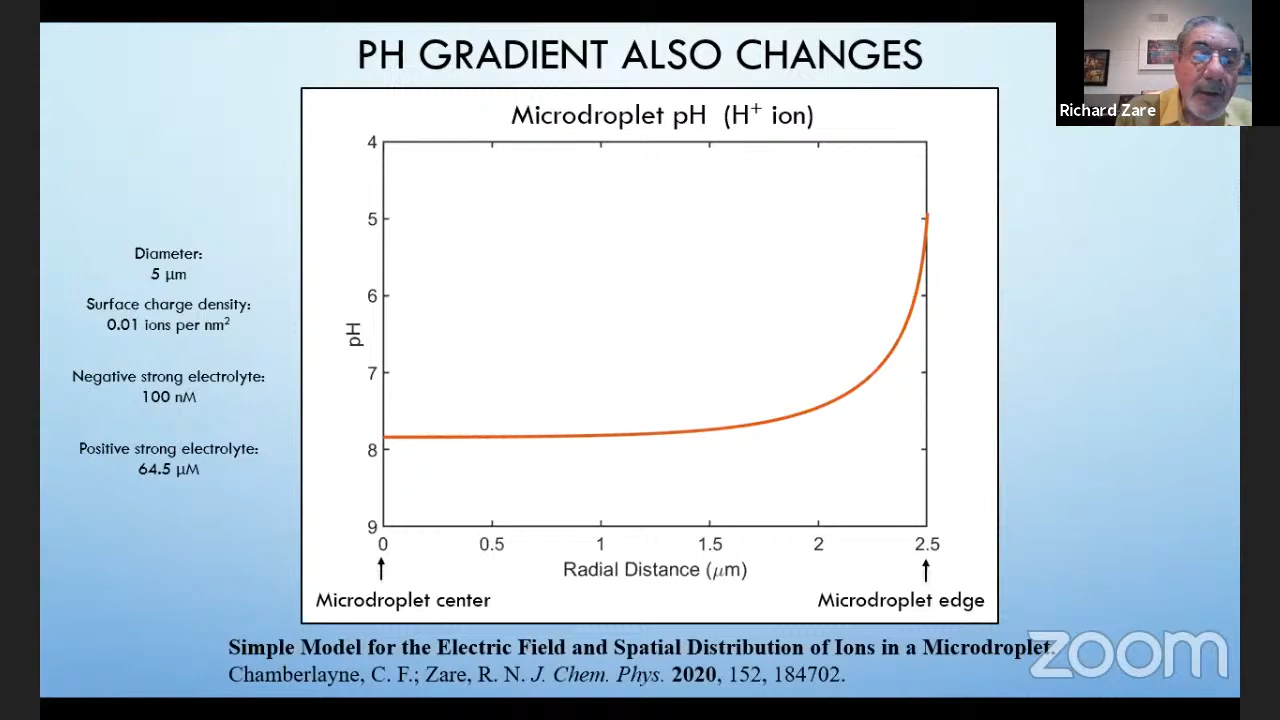 PH GRADIENT ALSO CHANGES
Richard Zare
Microdroplet pH (H⁺ ion)
4
5
6
7
8
9
pH
0
0.5
1
1.5
2
2.5
Radial Distance (μm)
Microdroplet center
Microdroplet edge
Diameter:
5 μm
Surface charge density:
0.01 ions per nm²
Negative strong electrolyte:
100 nM
Positive strong electrolyte:
64.5 μM
Simple Model for the Electric Field and Spatial Distribution of Ions in a Microdroplet.
Chamberlayne, C. F.; Zare, R. N. J. Chem. Phys. 2020, 152, 184702.
zoom